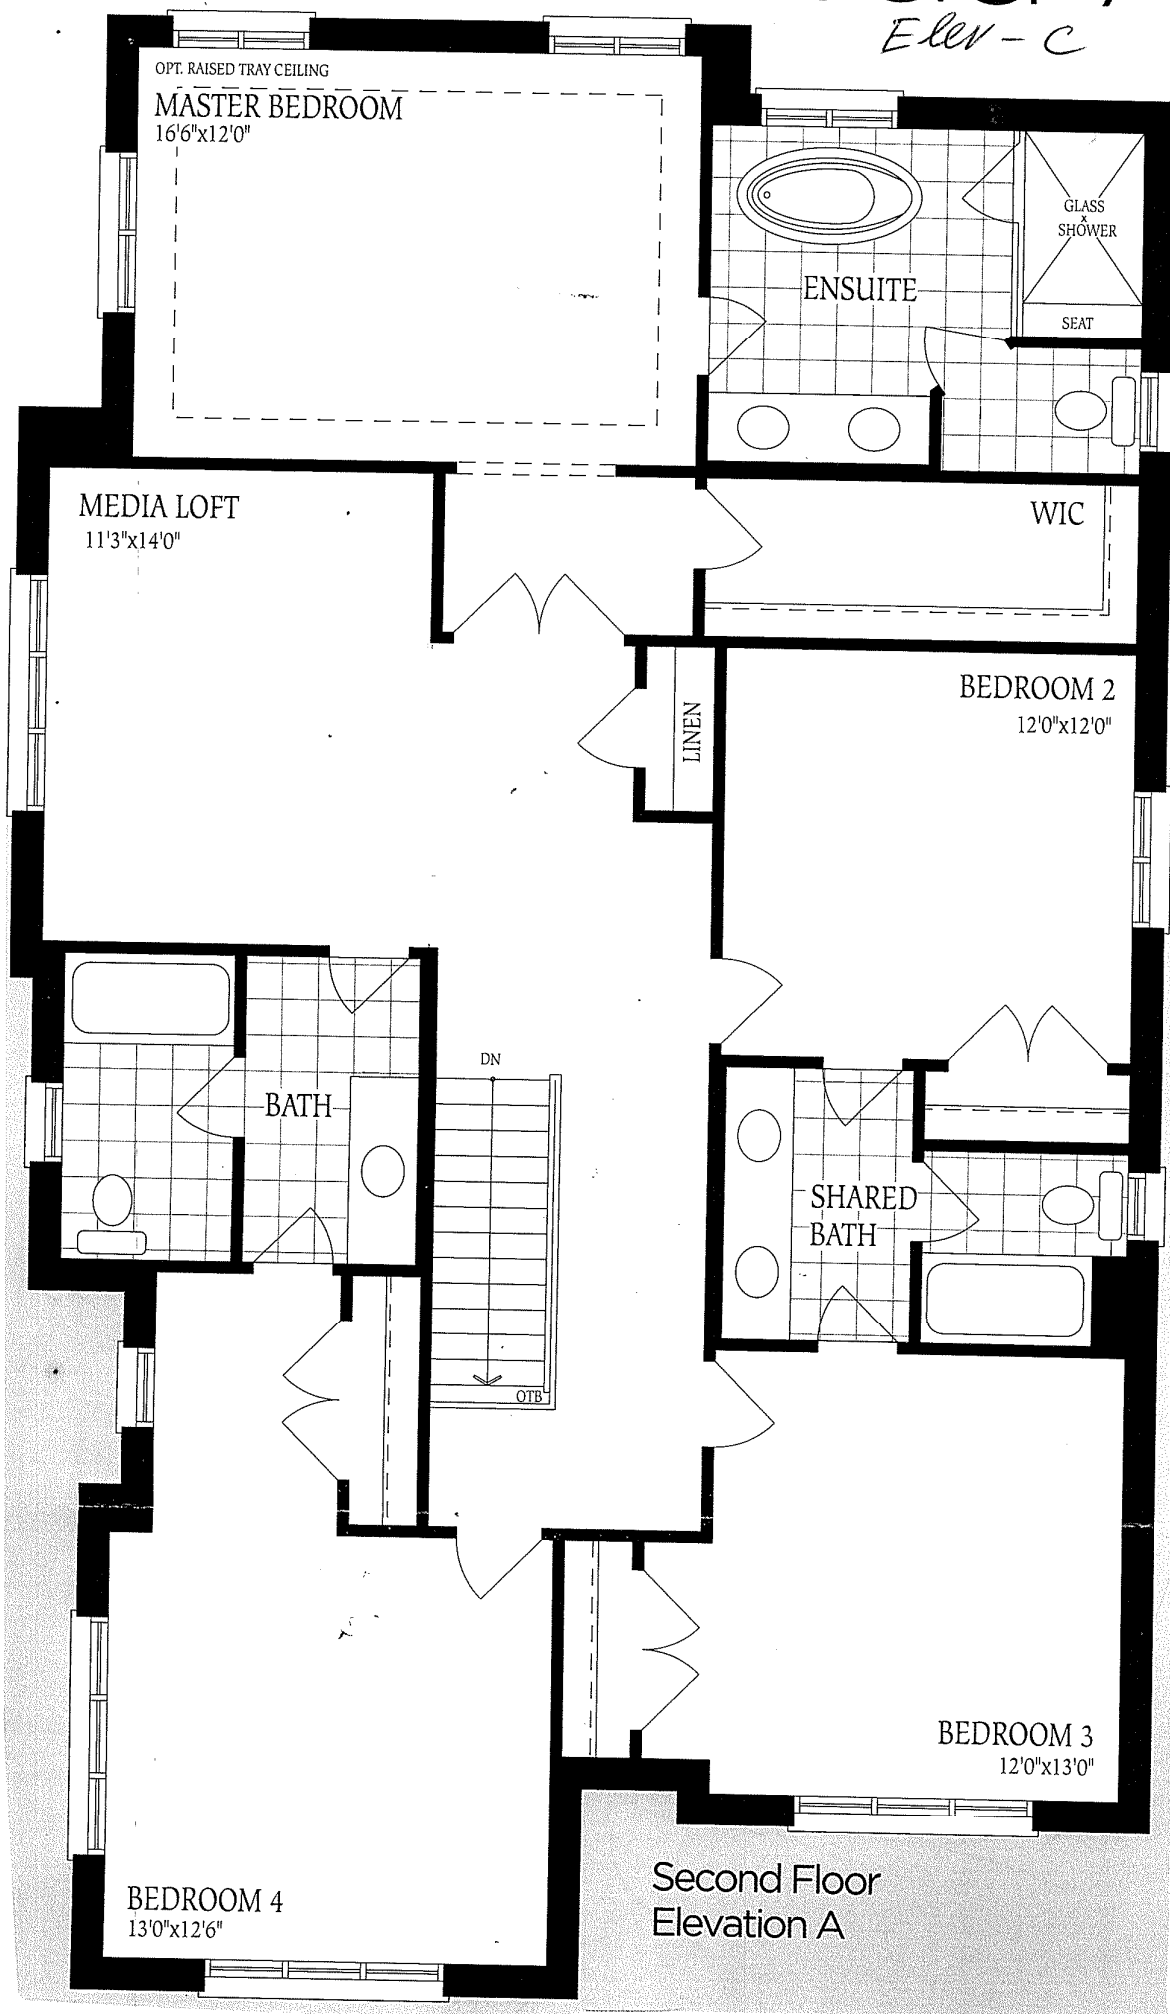 Elev - C
OPT. RAISED TRAY CEILING
MASTER BEDROOM
16'6"x12'0"
GLASS
x
SHOWER
ENSUITE
SEAT
MEDIA LOFT
11'3"x14'0"
WIC
BEDROOM 2
12'0"x12'0"
LINEN
DN
BATH
SHARED
BATH
OTB
BEDROOM 3
12'0"x13'0"
BEDROOM 4
13'0"x12'6"
Second Floor
Elevation A